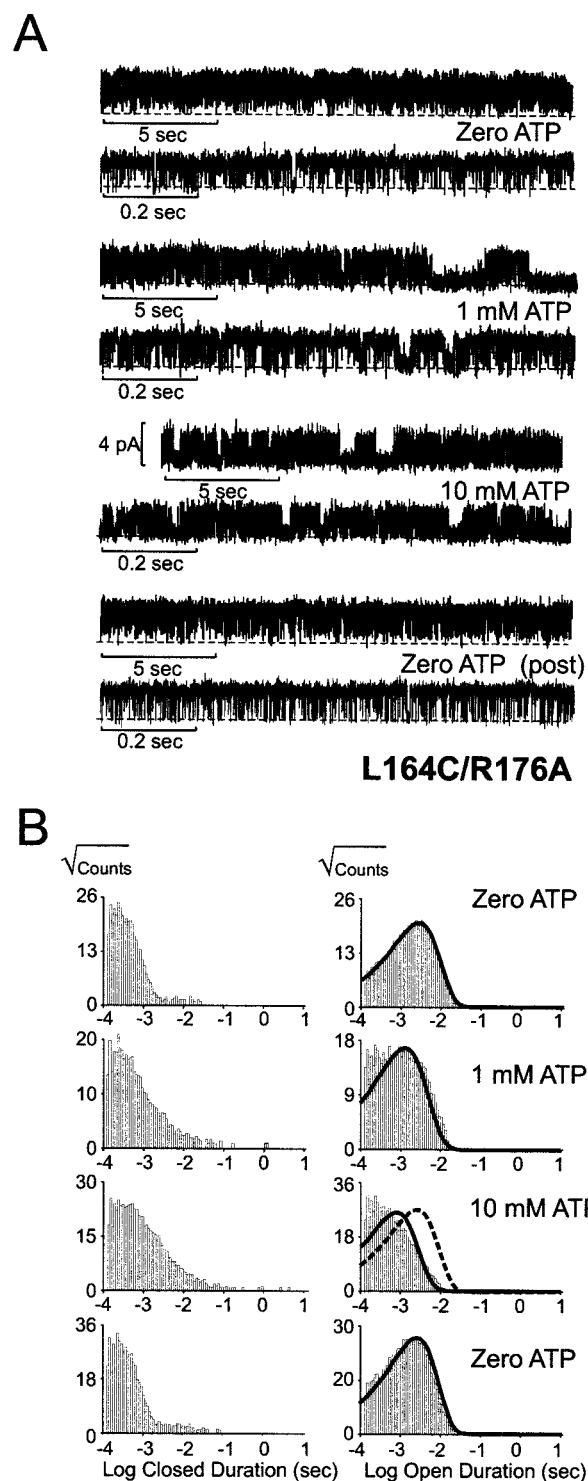 A
5 sec
Zero ATP
0.2 sec
5 sec
1 mM ATP
0.2 sec
4 pA
5 sec
10 mM ATP
0.2 sec
5 sec
Zero ATP (post)
0.2 sec
L164C/R176A
B
√Counts √Counts
26 13 0
-4 -3 -2 -1 0 1
26 13 0
-4 -3 -2 -1 0 1
Zero ATP
20 10 0
-4 -3 -2 -1 0 1
18 9 0
-4 -3 -2 -1 0 1
1 mM ATP
30 15 0
-4 -3 -2 -1 0 1
36 18 0
-4 -3 -2 -1 0 1
10 mM ATP
36 23 0
-4 -3 -2 -1 0 1
30 20 0
-4 -3 -2 -1 0 1
Zero ATP
Log Closed Duration (sec) Log Open Duration (sec)